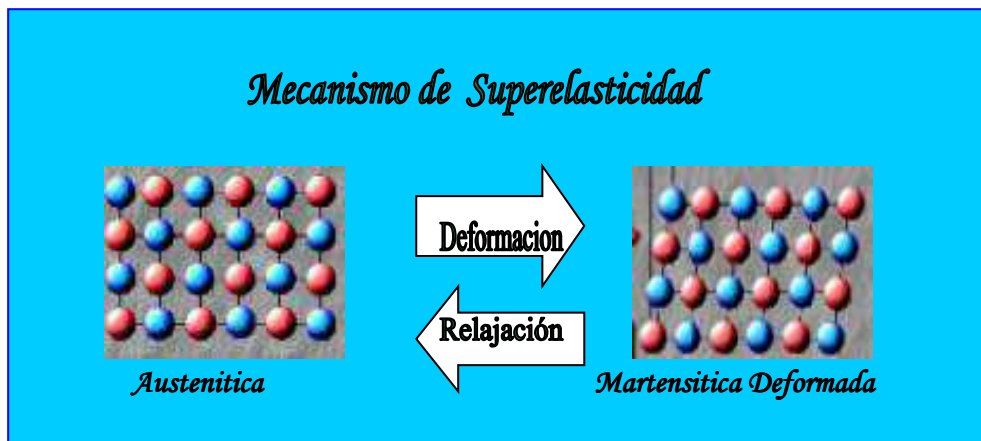 Mecanismo de Superelasticidad
Deformacion
Relajación
Austenitica
Martensitica Deformada